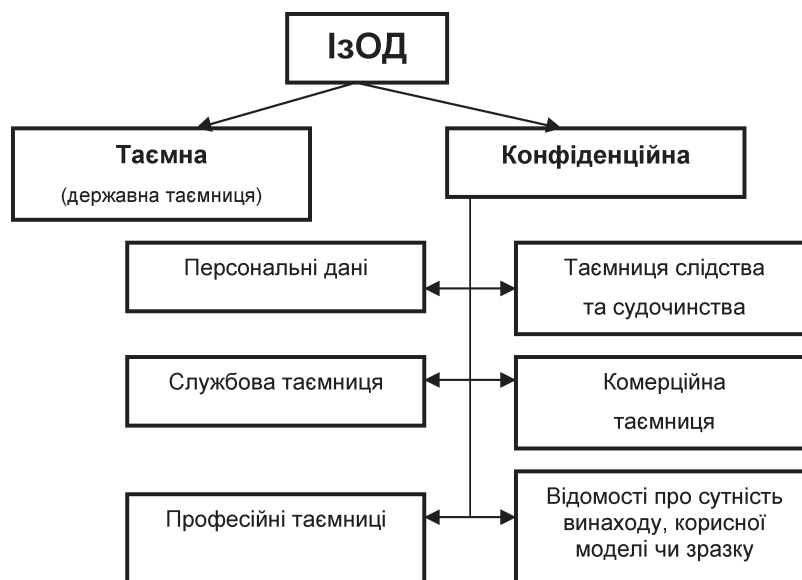 ІзОД
Таємна
(державна таємниця)
Конфіденційна
Персональні дані
Таємниця слідства
та судочинства
Службова таємниця
Комерційна
таємниця
Професійні таємниці
Відомості про сутність
винаходу, корисної
моделі чи зразку